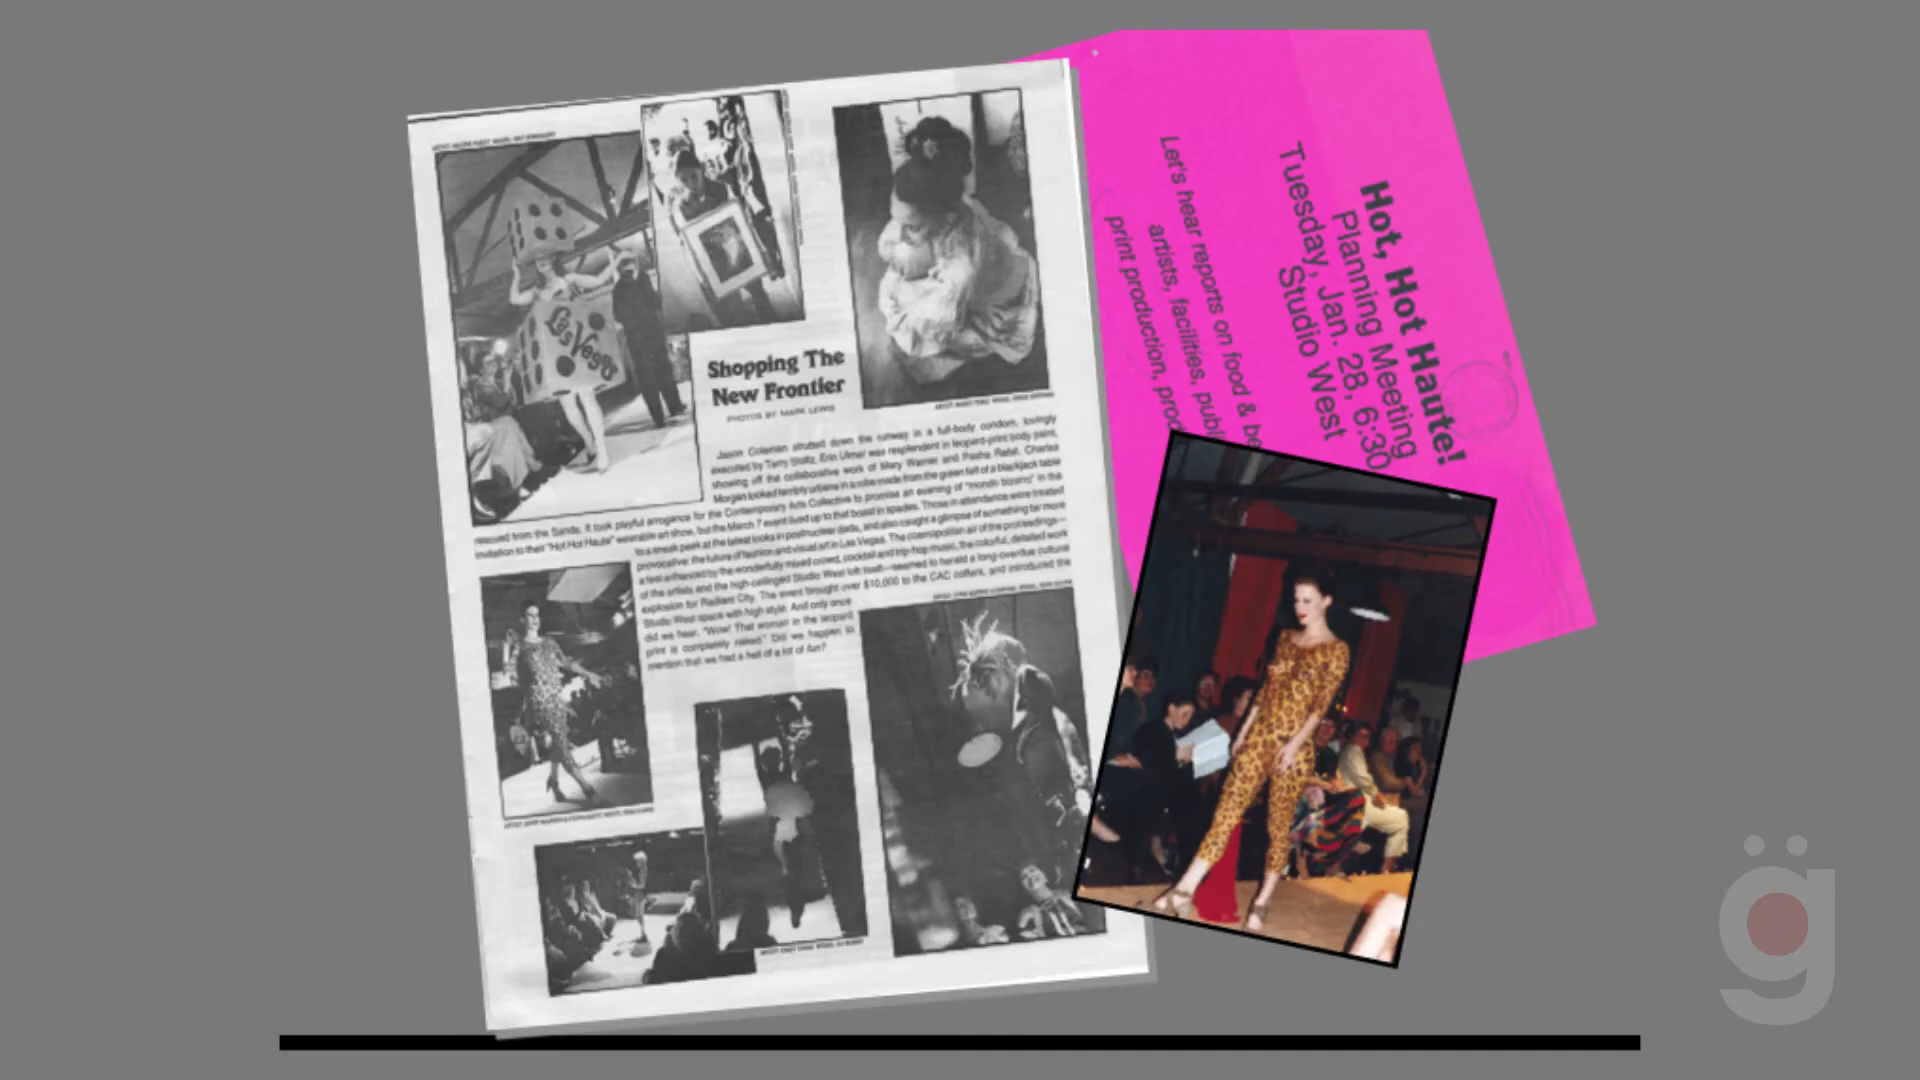 Las Vegas
Shopping The
New Frontier
PHOTOS BY MARK LEWIS
Jason Coleman strutted down the runway in a full-body condom, lovingly
executed by Terry Stoltz. Erin Ulmer was resplendent in leopard-print body paint,
showing off the collaborative work of Mary Warner and Pasha Rafat. Charles
Morgan looked terribly urbane in a robe made from the green felt of a blackjack table
rescued from the Sands. It took playful arrogance for the Contemporary Arts Collective to promise an evening of "mondo bizarro" in the
invitation to their "Hot Hot Haute" wearable art show, but the March 7 event lived up to that boast in spades. Those in attendance were treated
to a sneak peek at the latest looks in postnuclear dada, and also caught a glimpse of something far more
provocative: the future of fashion and visual art in Las Vegas. The cosmopolitan air of the proceedings—
a feel enhanced by the wonderfully mixed crowd, cocktail and trip-hop music, the colorful, detailed work
of the artists and the high-ceilinged Studio West loft itself—seemed to herald a long-overdue cultural
explosion for Radiant City. The event brought over $10,000 to the CAC coffers, and introduced the
Studio West space with high style. And only once
did we hear, "Wow! That woman in the leopard
print is completely naked." Did we happen to
mention that we had a hell of a lot of fun?
Hot, Hot Haute!
Planning Meeting
Tuesday, Jan. 28, 6:30
Studio West
Let's hear reports on food & be
artists, facilities, publ
print production, prod
g̈